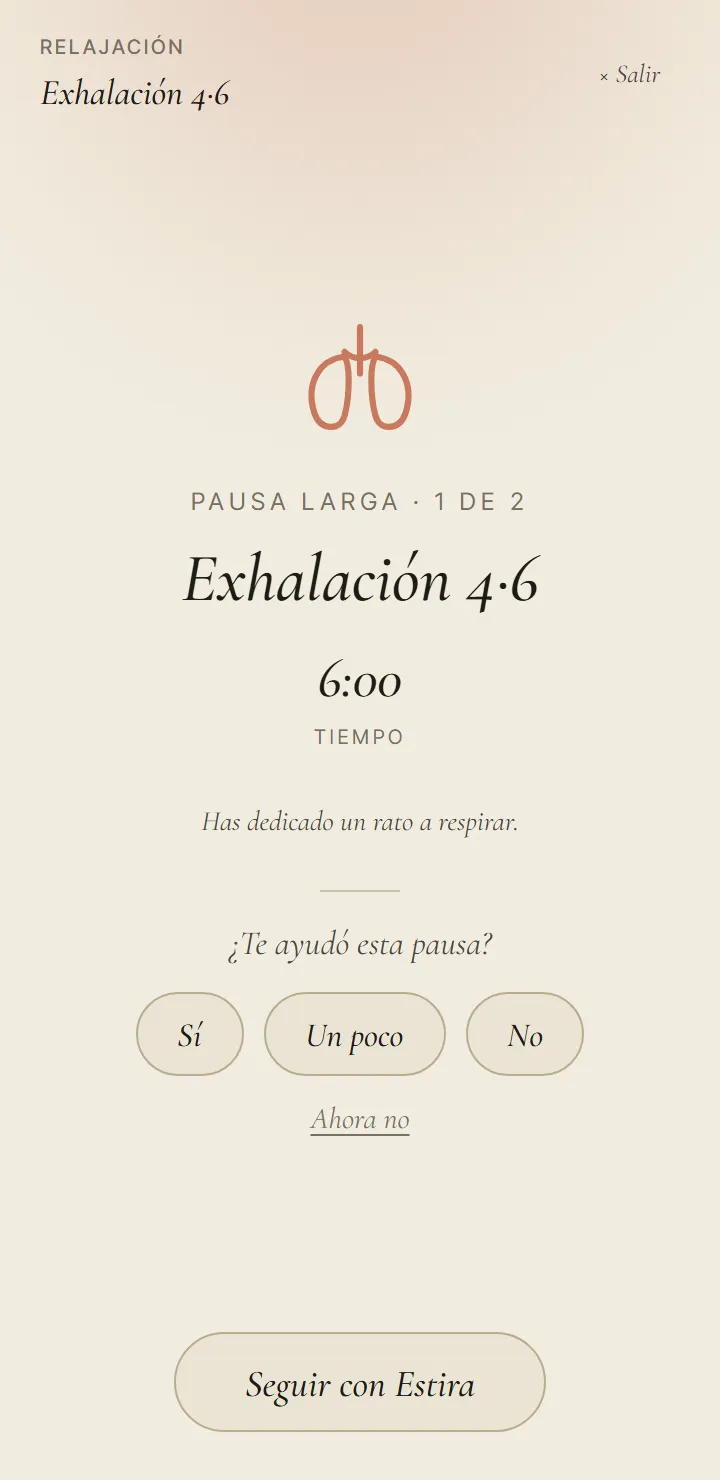 RELAJACIÓN
Exhalación 4·6
× Salir
PAUSA LARGA · 1 DE 2
Exhalación 4·6
6:00
TIEMPO
Has dedicado un rato a respirar.
¿Te ayudó esta pausa?
Sí Un poco No
Ahora no
Seguir con Estira